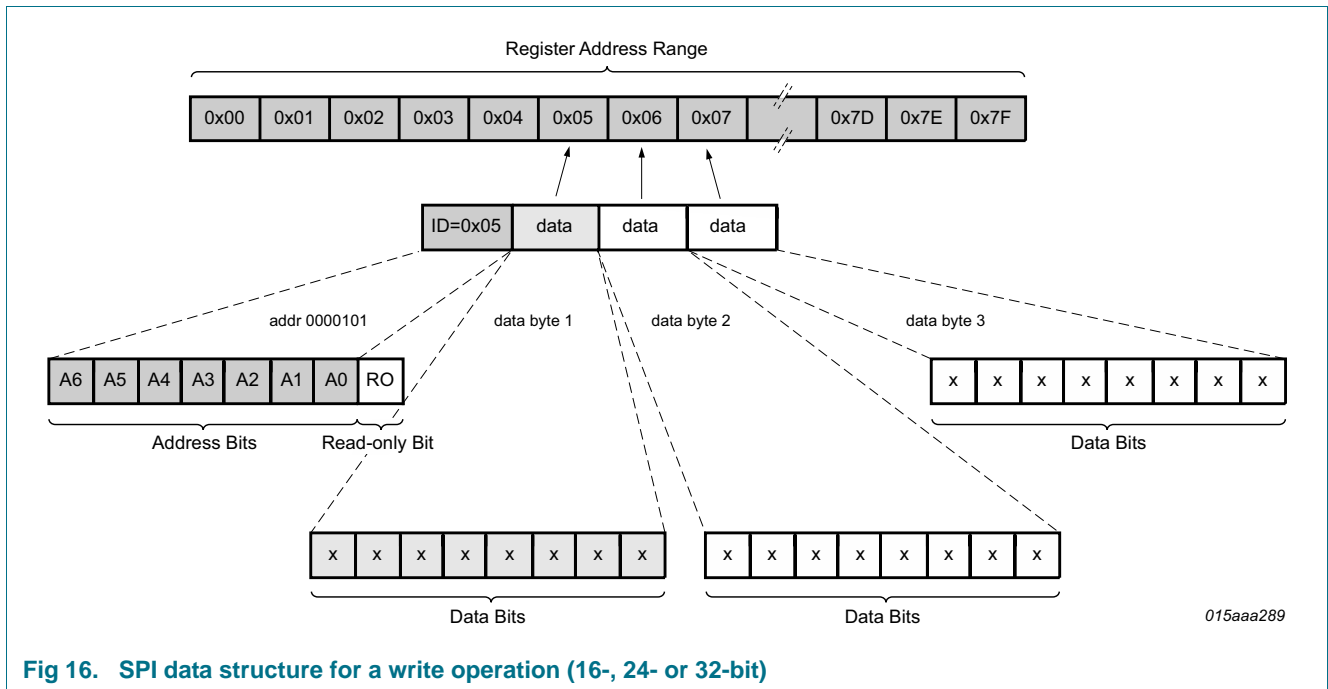 Register Address Range
0x00 0x01 0x02 0x03 0x04 0x05 0x06 0x07 0x7D 0x7E 0x7F
ID=0x05 data data data
addr 0000101 data byte 1 data byte 2 data byte 3
A6 A5 A4 A3 A2 A1 A0 RO x x x x x x x x
Address Bits Read-only Bit Data Bits
x x x x x x x x x x x x x x x x
Data Bits Data Bits 015aaa289
Fig 16. SPI data structure for a write operation (16-, 24- or 32-bit)